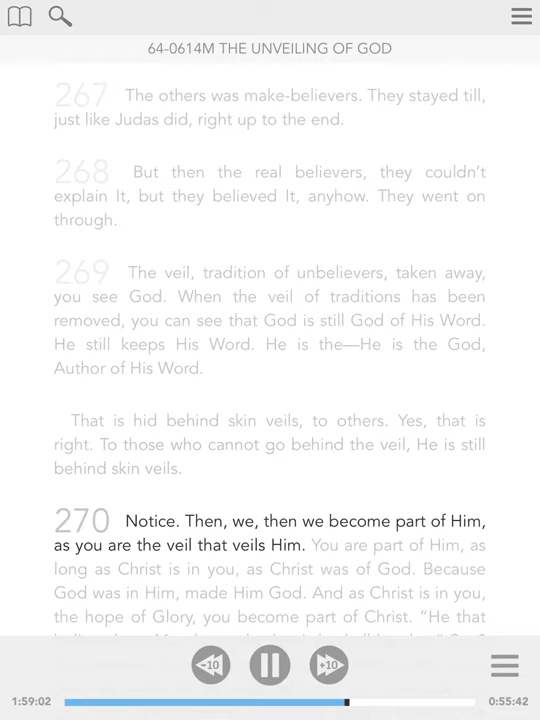 64-0614M THE UNVEILING OF GOD
267 The others was make-believers. They stayed till,
just like Judas did, right up to the end.
268 But then the real believers, they couldn't
explain It, but they believed It, anyhow. They went on
through.
269 The veil, tradition of unbelievers, taken away,
you see God. When the veil of traditions has been
removed, you can see that God is still God of His Word.
He still keeps His Word. He is the—He is the God,
Author of His Word.
That is hid behind skin veils, to others. Yes, that is
right. To those who cannot go behind the veil, He is still
behind skin veils.
270 Notice. Then, we, then we become part of Him,
as you are the veil that veils Him. You are part of Him, as
long as Christ is in you, as Christ was of God. Because
God was in Him, made Him God. And as Christ is in you,
the hope of Glory, you become part of Christ. “He that
-10
+10
1:59:02
0:55:42